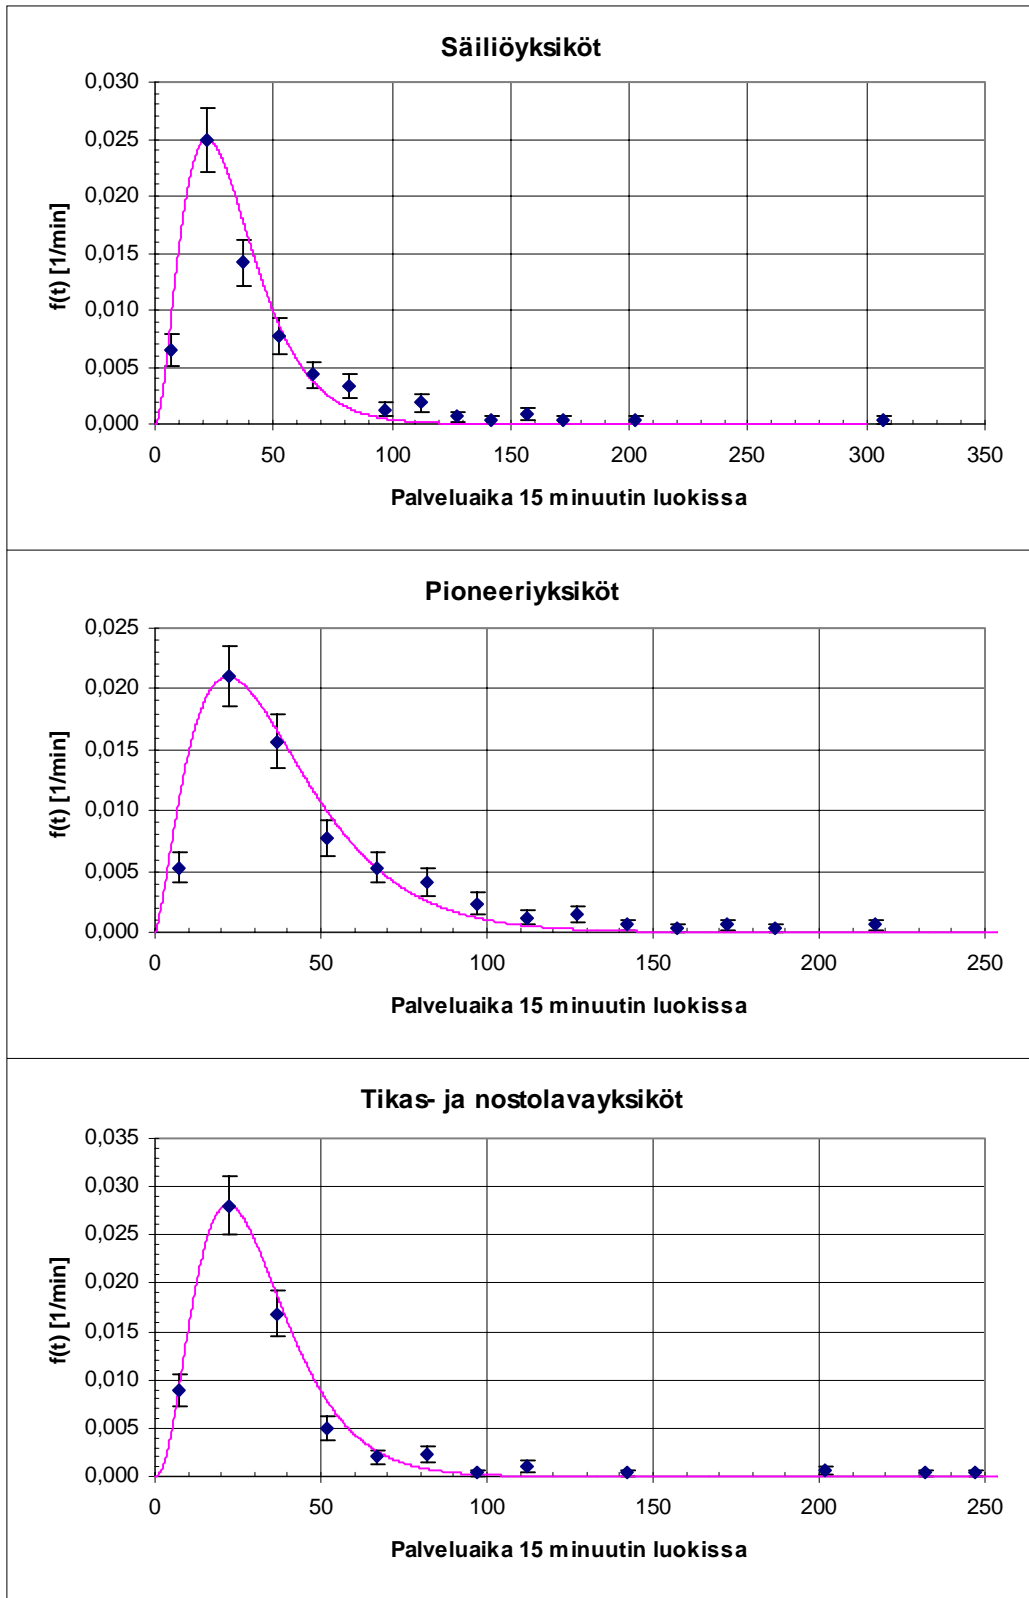 Säiliöyksiköt
0,030
0,025
0,020
0,015
0,010
0,005
0,000
f(t) [1/min]
0 50 100 150 200 250 300 350
Palveluaika 15 minuutin luokissa
Pioneeriyksiköt
0,025
0,020
0,015
0,010
0,005
0,000
f(t) [1/min]
0 50 100 150 200 250
Palveluaika 15 minuutin luokissa
Tikas- ja nostolavayksiköt
0,035
0,030
0,025
0,020
0,015
0,010
0,005
0,000
f(t) [1/min]
0 50 100 150 200 250
Palveluaika 15 minuutin luokissa